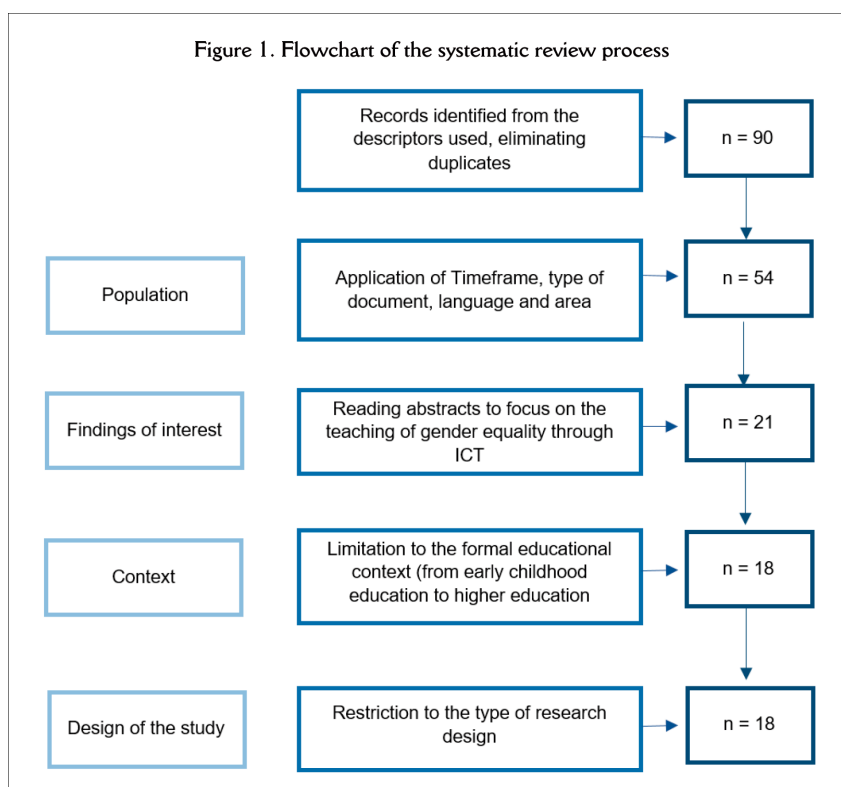 Figure 1. Flowchart of the systematic review process
Records identified from the
descriptors used, eliminating
duplicates
n = 90
Population
Application of Timeframe, type of
document, language and area
n = 54
Findings of interest
Reading abstracts to focus on the
teaching of gender equality through
ICT
n = 21
Context
Limitation to the formal educational
context (from early childhood
education to higher education
n = 18
Design of the study
Restriction to the type of research
design
n = 18